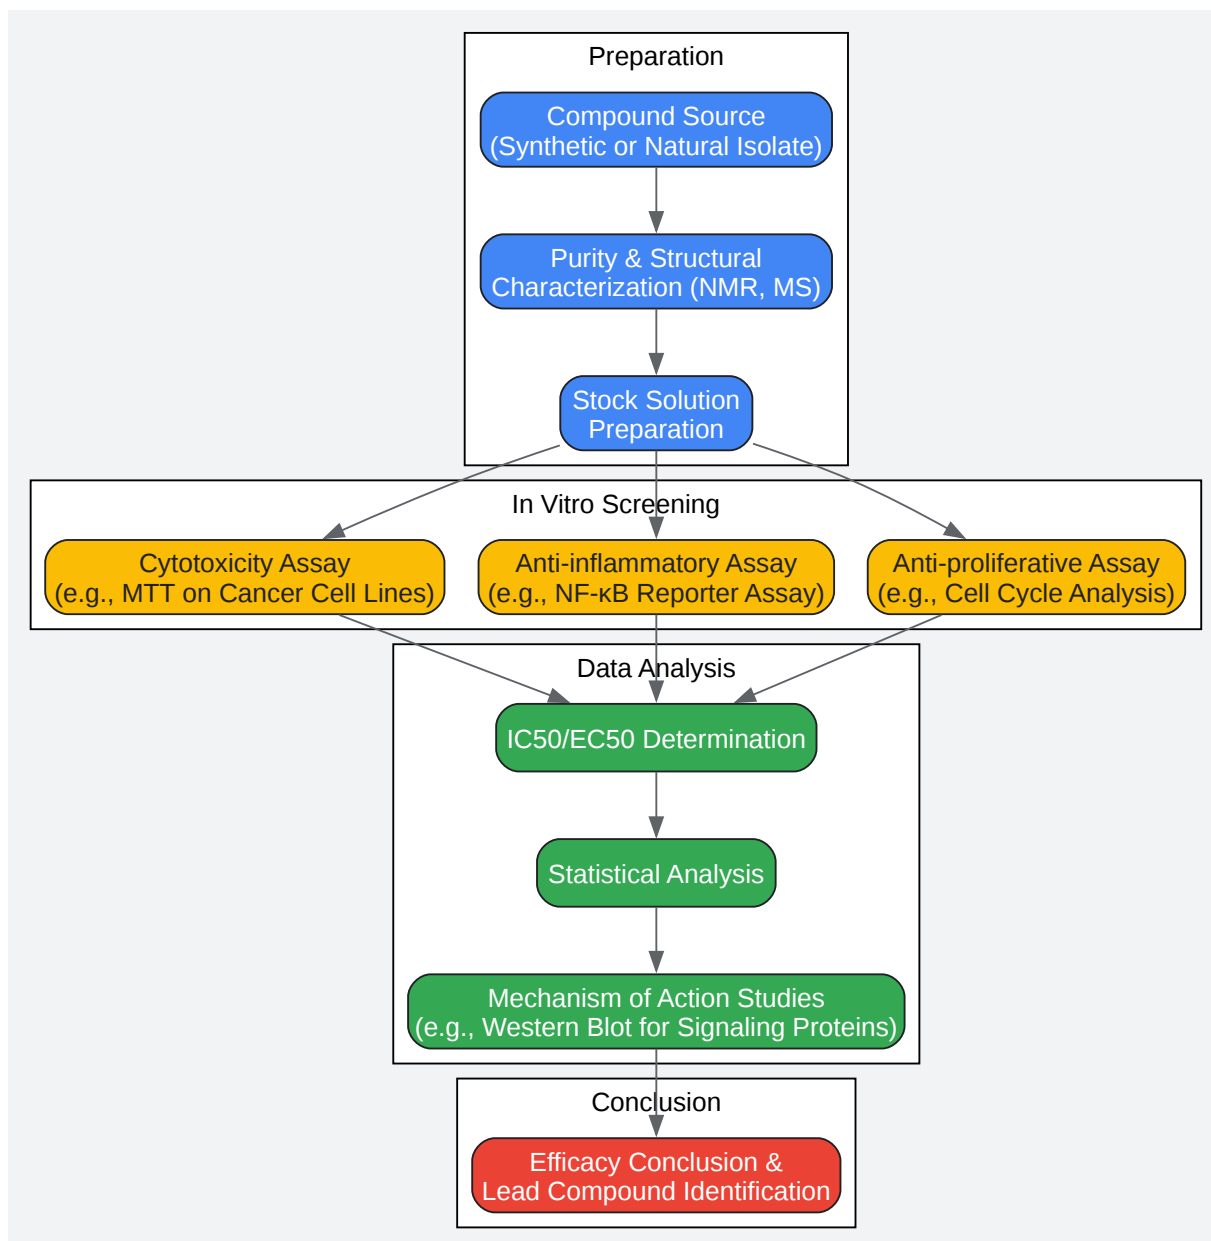 Preparation
Compound Source
(Synthetic or Natural Isolate)
Purity & Structural
Characterization (NMR, MS)
Stock Solution
Preparation
In Vitro Screening
Cytotoxicity Assay
(e.g., MTT on Cancer Cell Lines)
Anti-inflammatory Assay
(e.g., NF-κB Reporter Assay)
Anti-proliferative Assay
(e.g., Cell Cycle Analysis)
Data Analysis
IC50/EC50 Determination
Statistical Analysis
Mechanism of Action Studies
(e.g., Western Blot for Signaling Proteins)
Conclusion
Efficacy Conclusion &
Lead Compound Identification